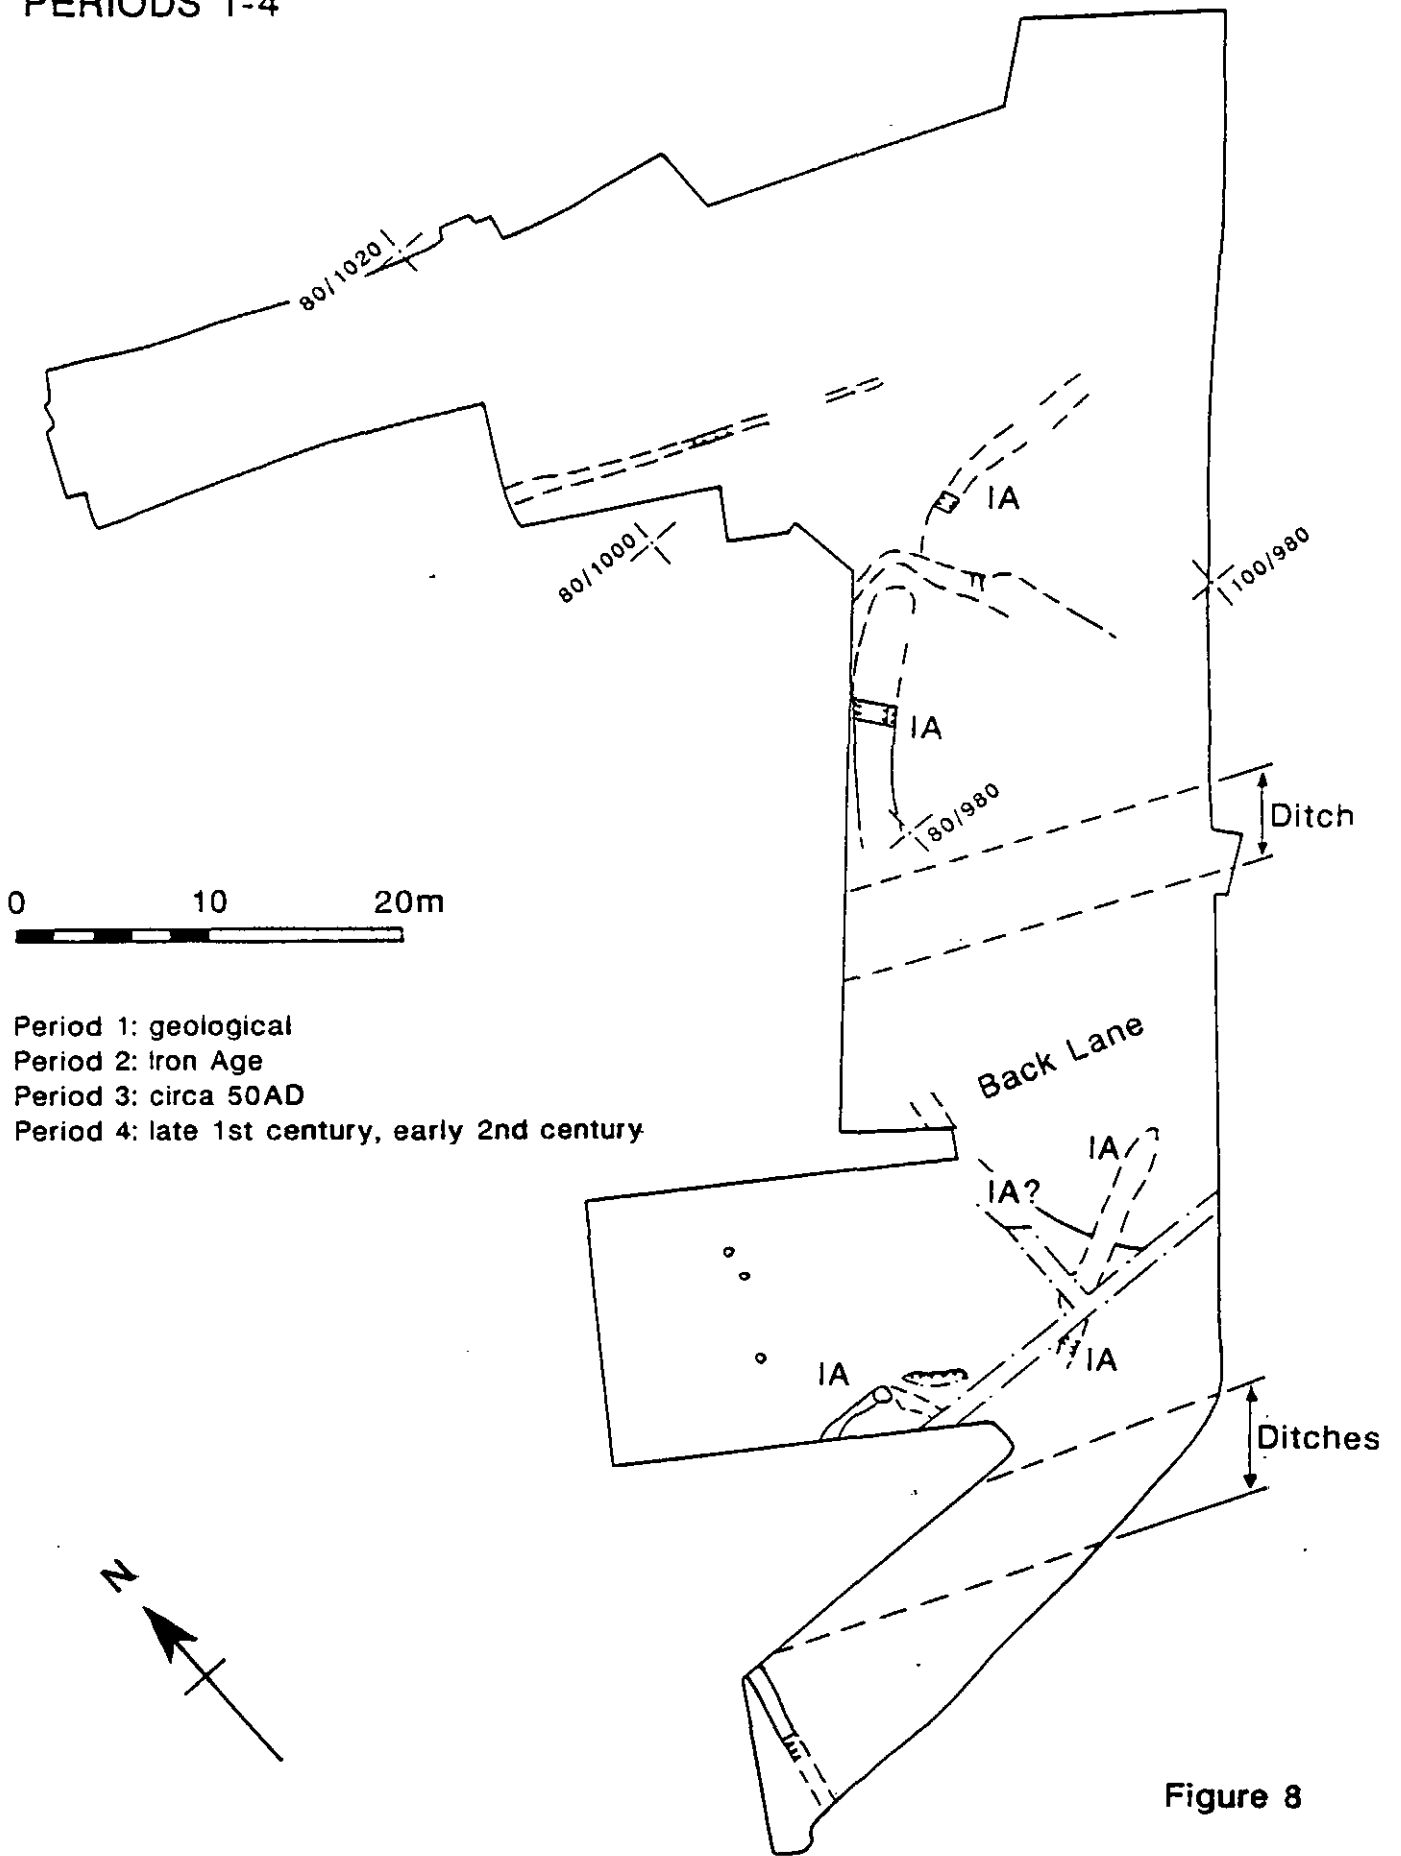 PERIODS 1-4
80/1020
IA
80/1000
100/980
IA
80/980
Ditch
0 10 20m
Back Lane
Period 1: geological
Period 2: Iron Age
Period 3: circa 50AD
Period 4: late 1st century, early 2nd century
IA
IA?
IA
IA
Ditches
N
Figure 8